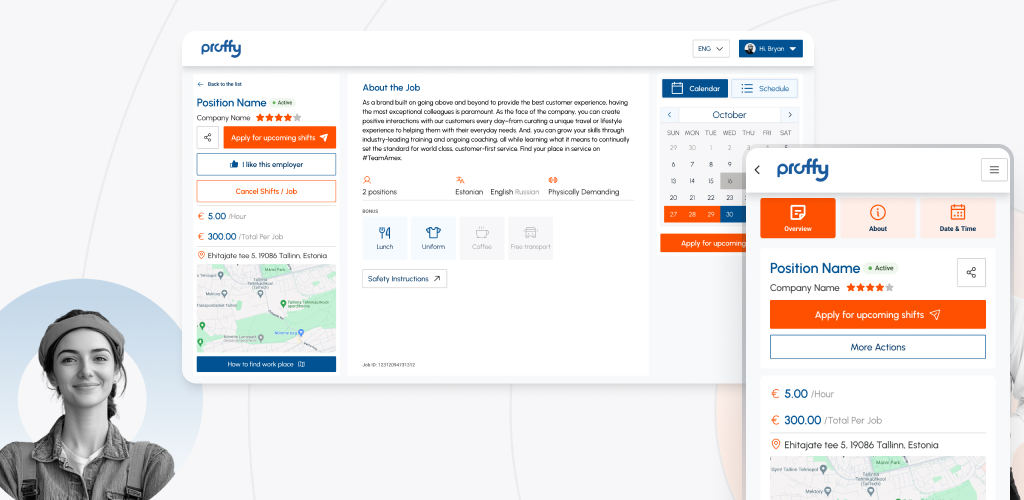 proffy
ENG
Hi, Bryan
Back to the list
Position Name
Active
Company Name
Apply for upcoming shifts
I like this employer
Cancel Shifts / Job
€ 5.00 /Hour
€ 300.00 /Total Per Job
Ehitajate tee 5, 19086 Tallinn, Estonia
How to find work place
About the Job
As a brand built on going above and beyond to provide the best customer experience, having
the most exceptional colleagues is paramount. As the face of the company, you can create
positive interactions with our customers every day–from curating a unique travel or lifestyle
experience to helping them with their everyday needs. And, you can grow your skills through
industry-leading training and ongoing coaching, all while learning what it means to continually
set the standard for world class, customer-first service. Find your place in service on
#TeamAmex.
2 positions
Estonian English Russian
Physically Demanding
BONUS
Lunch
Uniform
Coffee
Free transport
Safety Instructions
Job ID: 12312094731312
Calendar
Schedule
October
SUN MON TUE WED THU FRI SAT
29 30 1 2 3 4 5
6 7 8 9
13 14 15 16
20 21 22 23
27 28 29 30
Apply for upcoming
proffy
Overview
About
Date & Time
Position Name
Active
Company Name
Apply for upcoming shifts
More Actions
€ 5.00 /Hour
€ 300.00 /Total Per Job
Ehitajate tee 5, 19086 Tallinn, Estonia
Männi Park